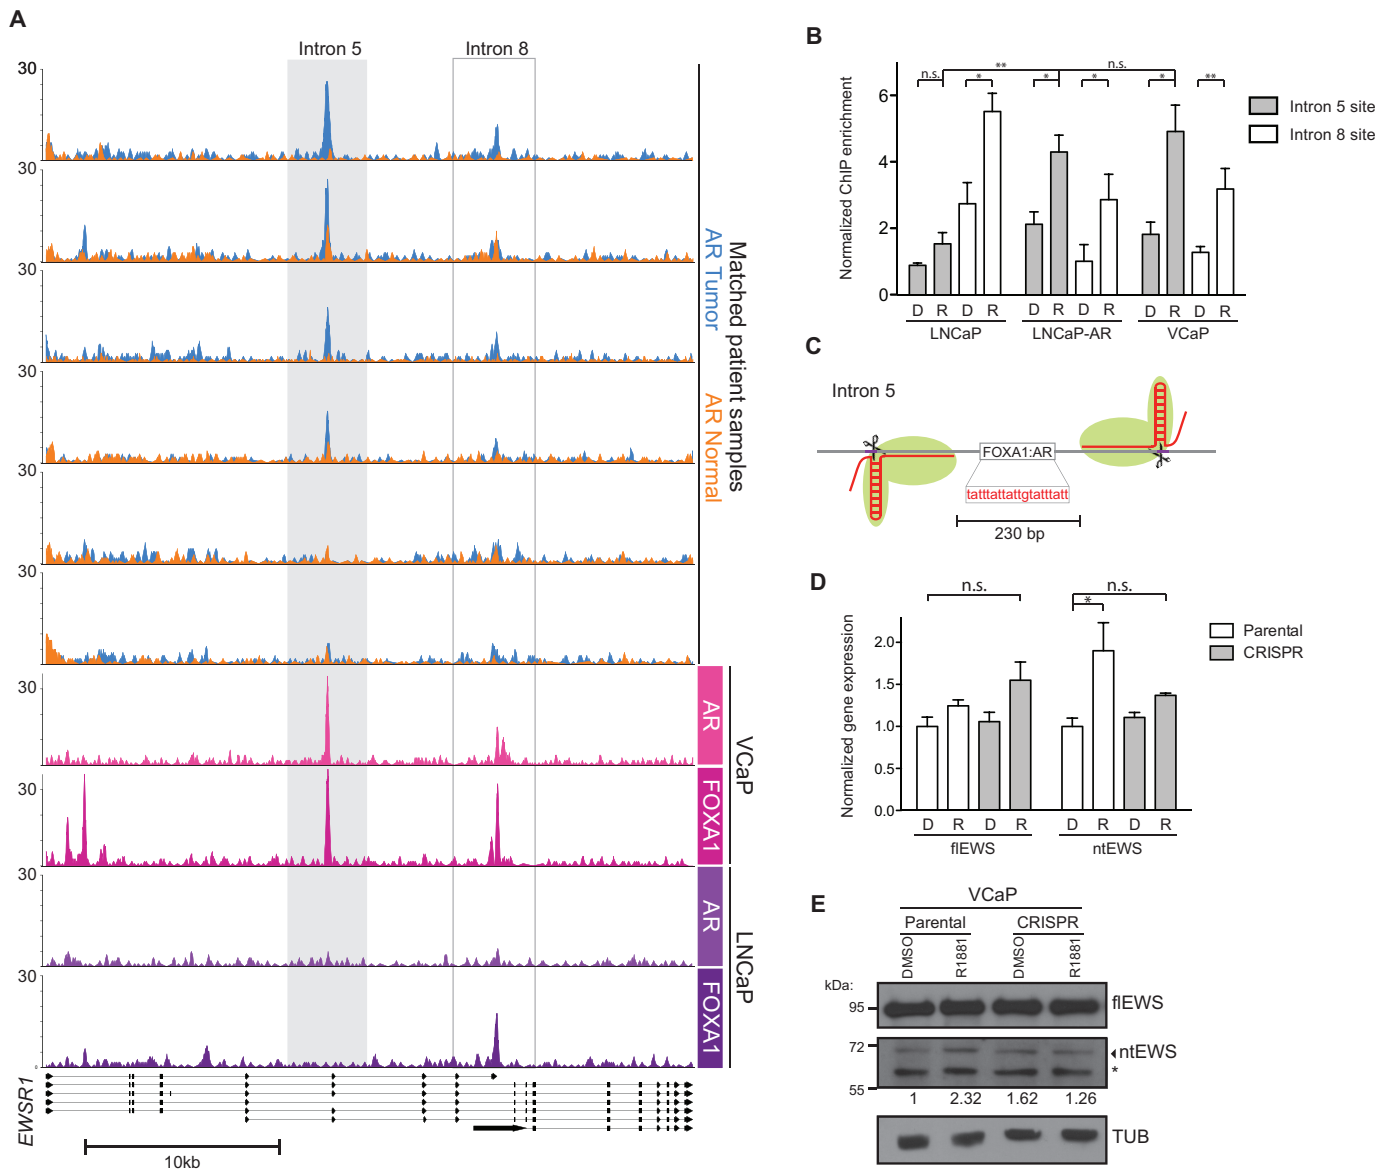 A
Intron 5
Intron 8
30
30
30
30
30
30
30
30
30
30
0
Matched patient samples
AR Tumor
AR Normal
AR
FOXA1
VCaP
AR
FOXA1
LNCaP
EWSR1
10kb
B
Normalized ChIP enrichment
6
4
2
0
n.s.
**
*
*
*
n.s.
*
**
Intron 5 site
Intron 8 site
D R D R
D R D R
D R D R
LNCaP
LNCaP-AR
VCaP
C
Intron 5
FOXA1:AR
tatttattattgtatttatt
230 bp
D
Normalized gene expression
2.0
1.5
1.0
0.5
0.0
n.s.
n.s.
*
Parental
CRISPR
D R D R
D R D R
flEWS
ntEWS
E
VCaP
Parental
CRISPR
DMSO
R1881
DMSO
R1881
kDa:
95
flEWS
72
ntEWS
*
55
1 2.32 1.62 1.26
TUB